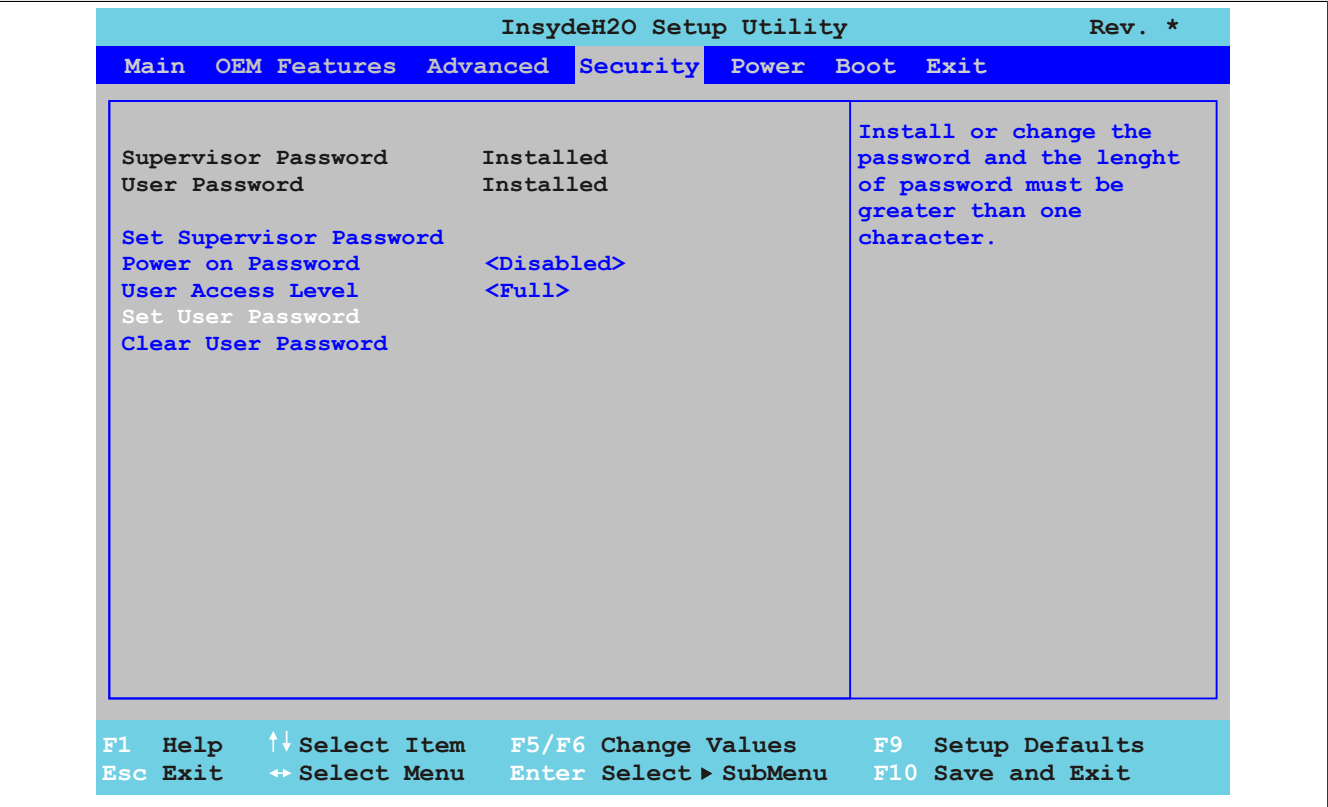 InsydeH2O Setup Utility Rev. *
Main OEM Features Advanced Security Power Boot Exit
Supervisor Password Installed
User Password Installed
Set Supervisor Password
Power on Password <Disabled>
User Access Level <Full>
Set User Password
Clear User Password
Install or change the
password and the lenght
of password must be
greater than one
character.
F1 Help ↑↓ Select Item F5/F6 Change Values F9 Setup Defaults
Esc Exit ↔ Select Menu Enter Select ▶ SubMenu F10 Save and Exit